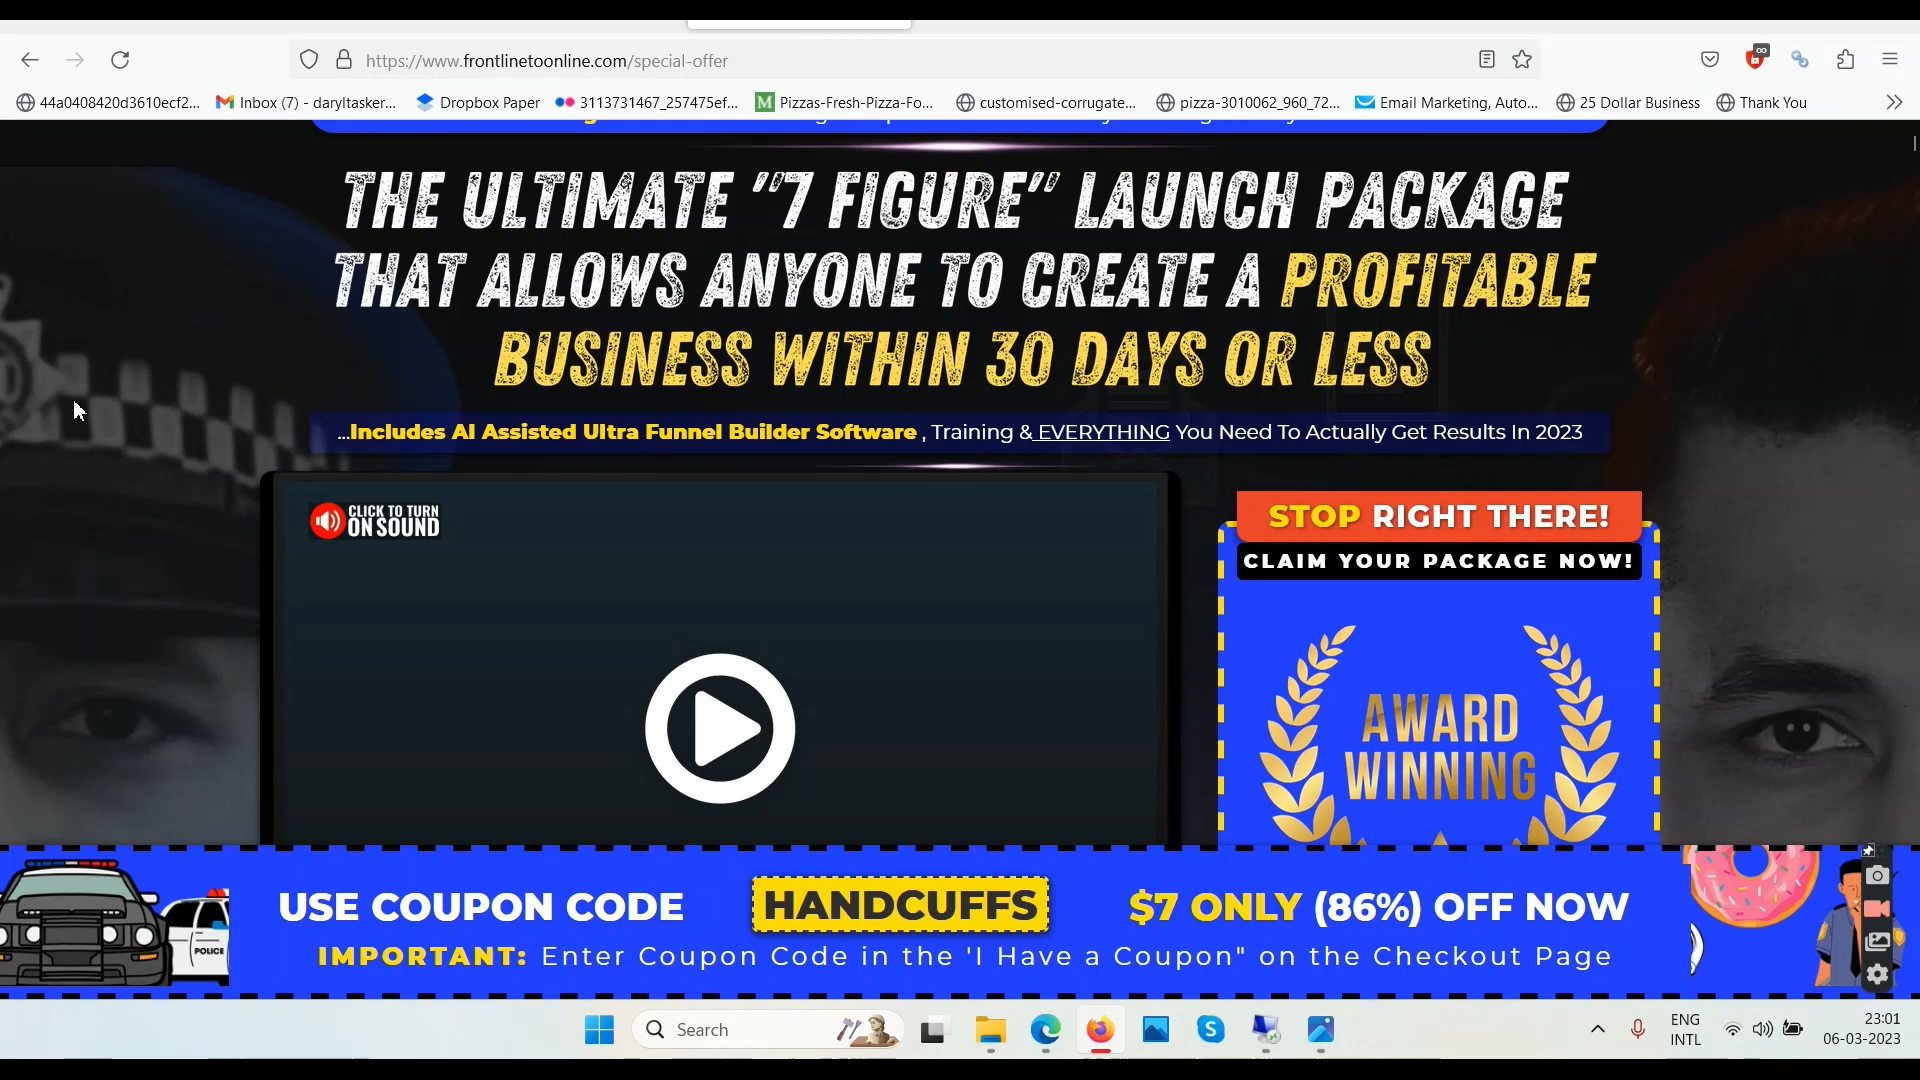 https://www.frontlinetoonline.com/special-offer
44a0408420d3610ecf2...
Inbox (7) - daryltasker...
Dropbox Paper
3113731467_257475ef...
M Pizzas-Fresh-Pizza-Fo...
customised-corrugate...
pizza-3010062_960_72...
Email Marketing, Auto...
25 Dollar Business
Thank You
THE ULTIMATE "7 FIGURE" LAUNCH PACKAGE
THAT ALLOWS ANYONE TO CREATE A PROFITABLE
BUSINESS WITHIN 30 DAYS OR LESS
...Includes AI Assisted Ultra Funnel Builder Software , Training & EVERYTHING You Need To Actually Get Results In 2023
CLICK TO TURN
ON SOUND
STOP RIGHT THERE!
CLAIM YOUR PACKAGE NOW!
AWARD
WINNING
USE COUPON CODE
HANDCUFFS
$7 ONLY (86%) OFF NOW
IMPORTANT: Enter Coupon Code in the 'I Have a Coupon" on the Checkout Page
POLICE
Search
ENG
INTL
23:01
06-03-2023